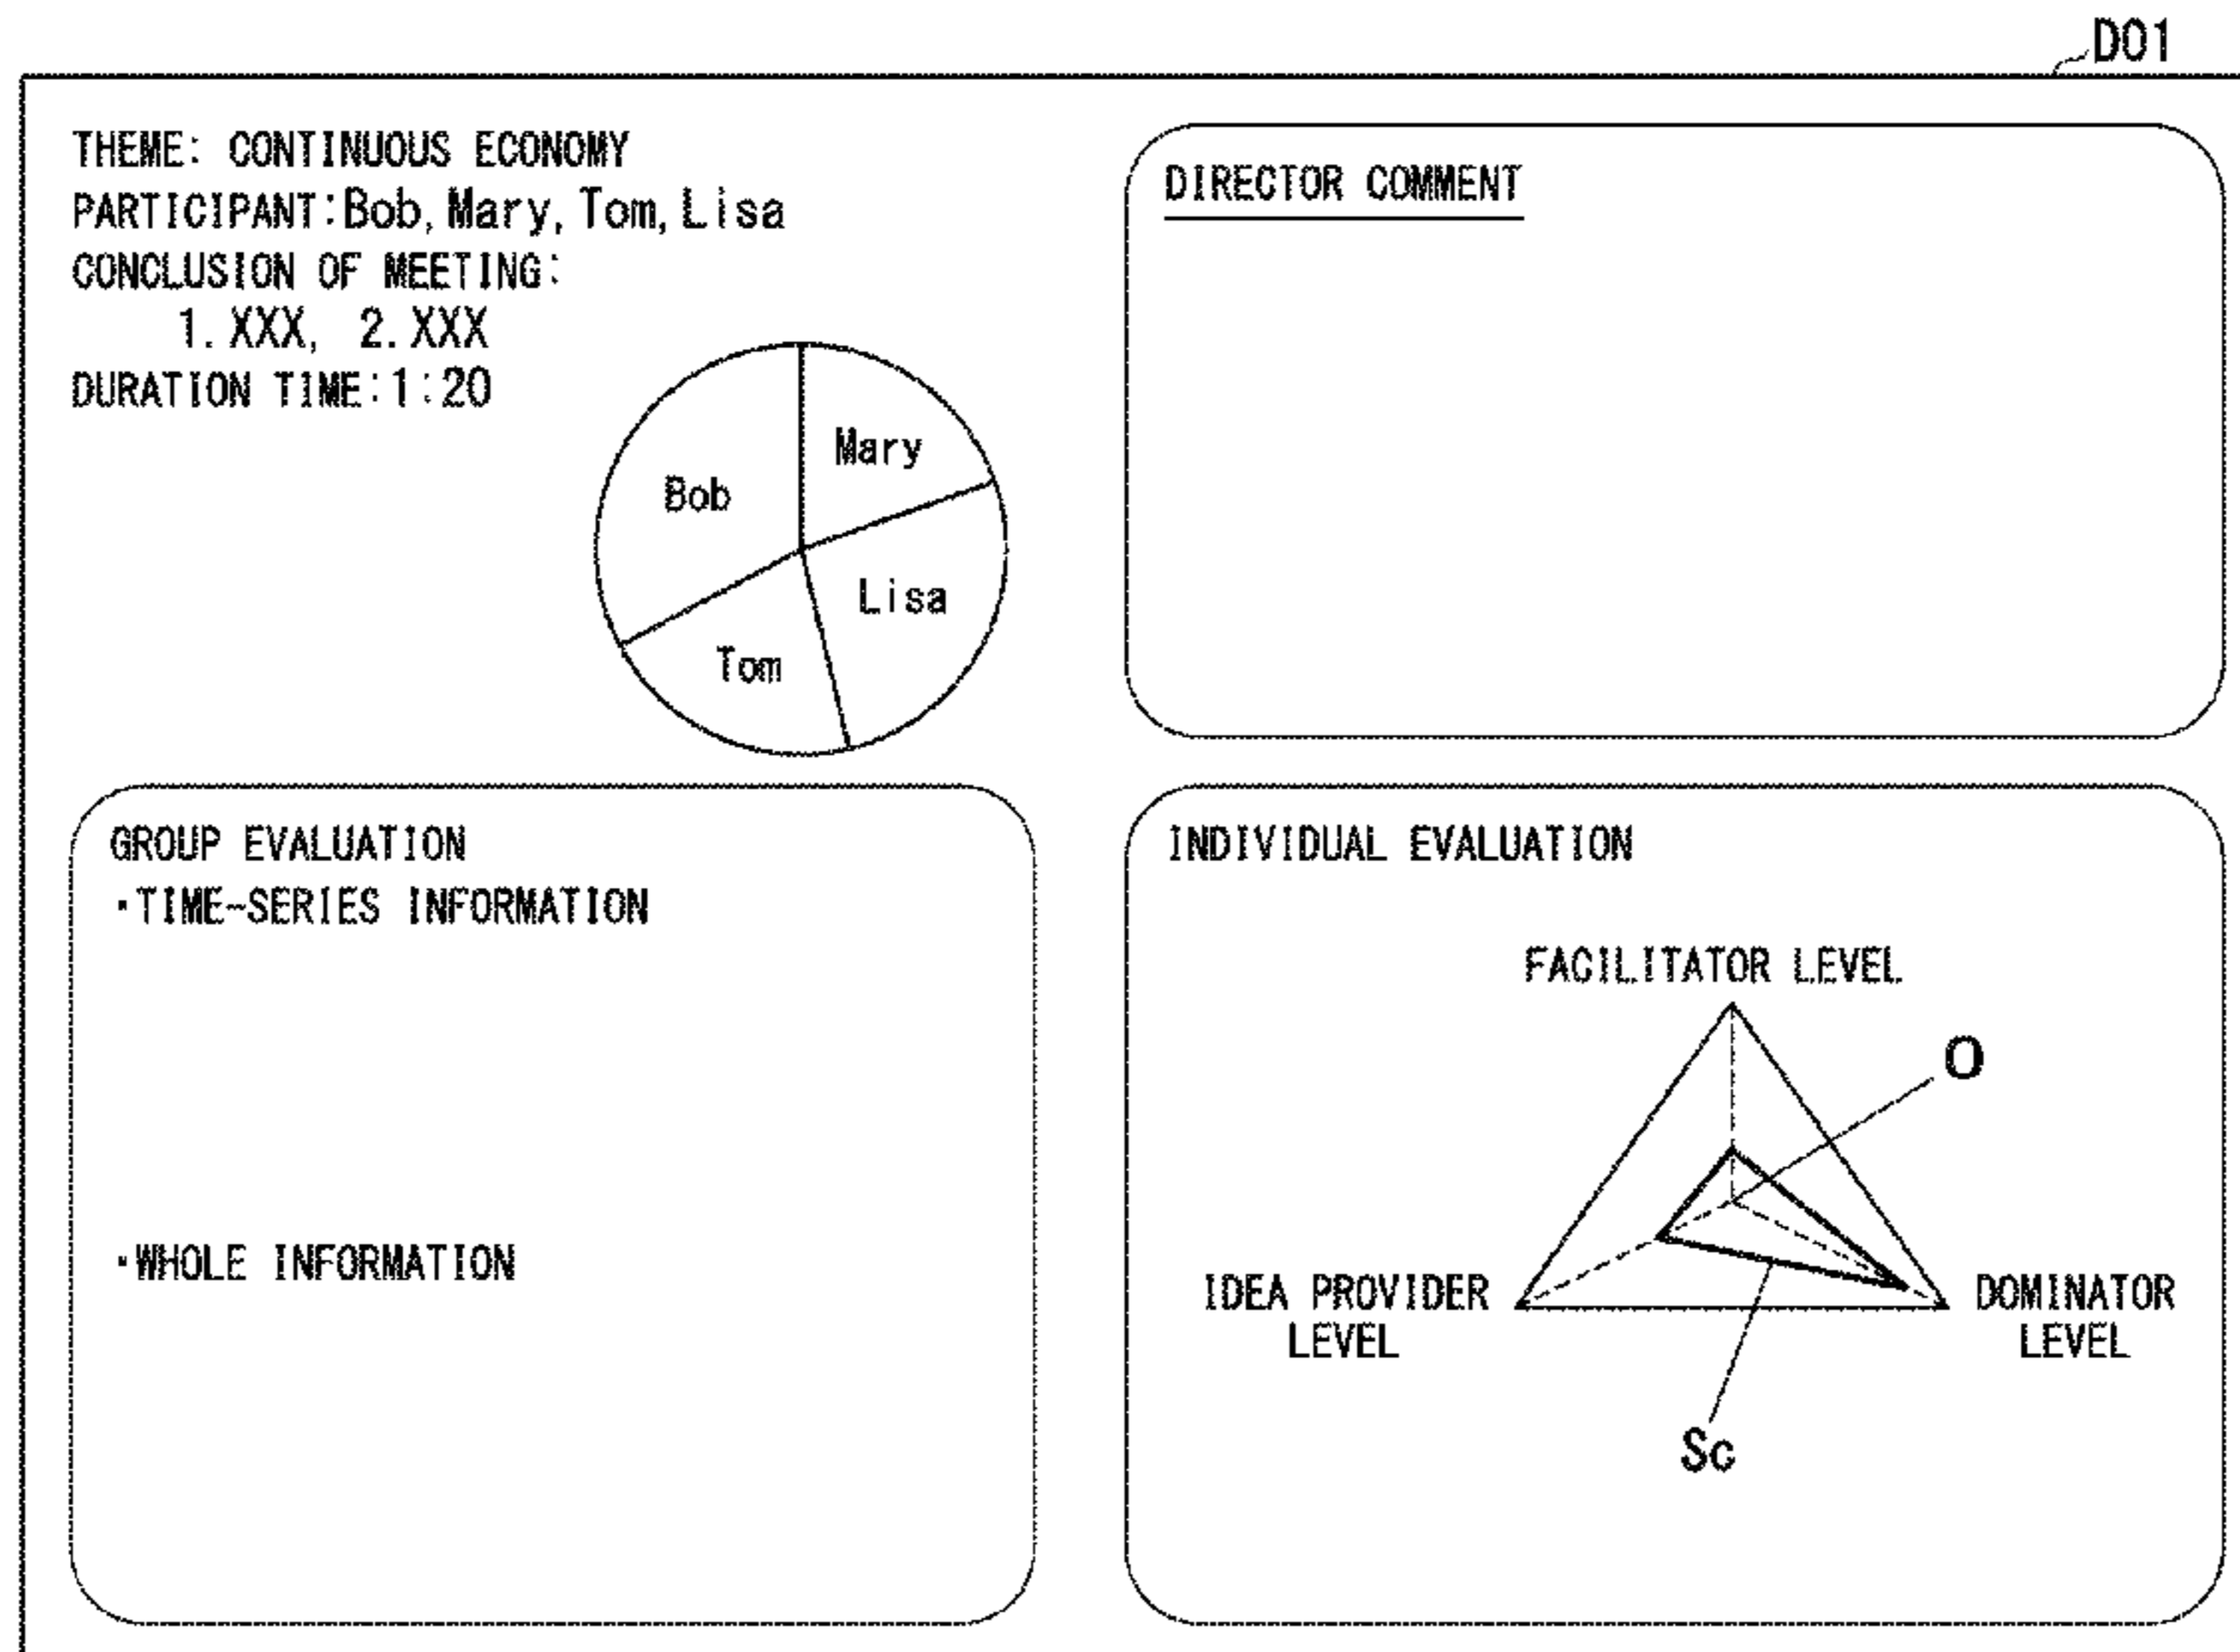 D01
THEME: CONTINUOUS ECONOMY
PARTICIPANT:Bob, Mary, Tom, Lisa
CONCLUSION OF MEETING:
1. XXX, 2. XXX
DURATION TIME:1:20
Mary
Bob
Lisa
Tom
DIRECTOR COMMENT
GROUP EVALUATION
・TIME-SERIES INFORMATION
・WHOLE INFORMATION
INDIVIDUAL EVALUATION
FACILITATOR LEVEL
O
IDEA PROVIDER
LEVEL
DOMINATOR
LEVEL
Sc